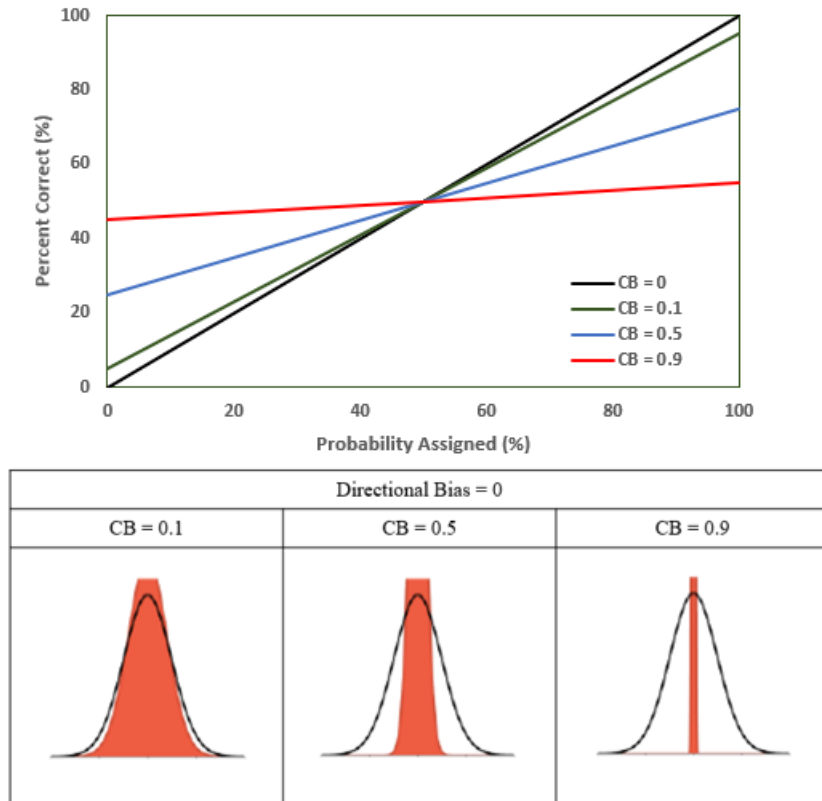 100
80
60
40
20
0
Percent Correct (%)
CB = 0
CB = 0.1
CB = 0.5
CB = 0.9
0 20 40 60 80 100
Probability Assigned (%)
Directional Bias = 0
CB = 0.1 CB = 0.5 CB = 0.9